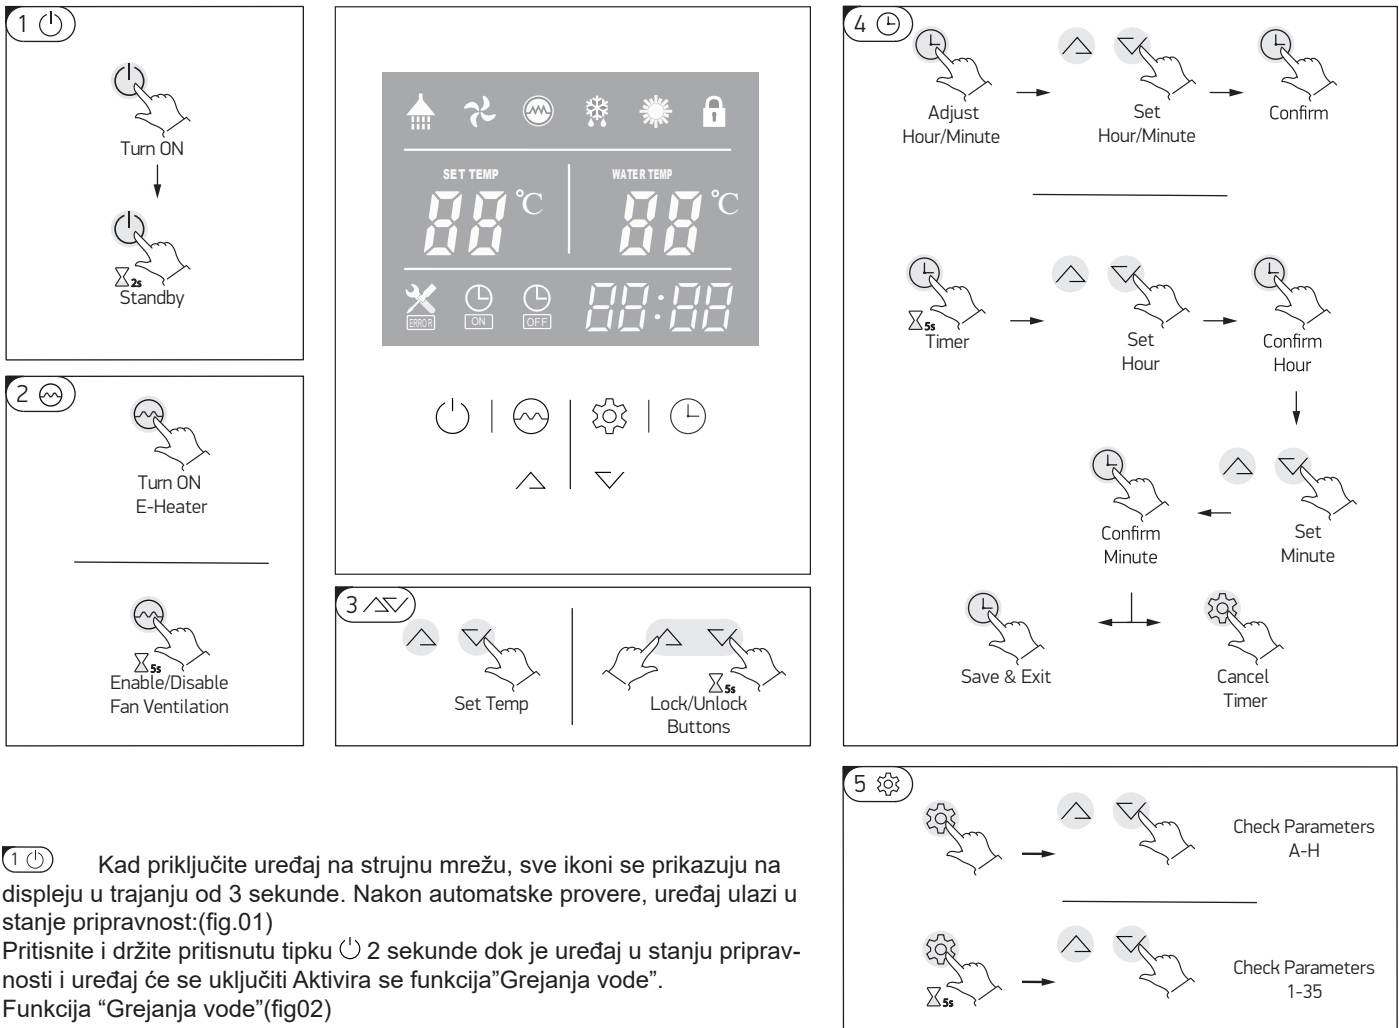 1
Turn ON
2s
Standby
2
Turn ON
E-Heater
5s
Enable/Disable
Fan Ventilation
SET TEMP
WATER TEMP
88 °C
88 °C
ERROR
ON
OFF
88:88
3
Set Temp
5s
Lock/Unlock
Buttons
4
Adjust
Hour/Minute
Set
Hour/Minute
Confirm
5s
Timer
Set
Hour
Confirm
Hour
Confirm
Minute
Set
Minute
Save & Exit
Cancel
Timer
5
Check Parameters
A-H
5s
Check Parameters
1-35
1 Kad priključite uređaj na strujnu mrežu, sve ikoni se prikazuju na
displeju u trajanju od 3 sekunde. Nakon automatske provere, uređaj ulazi u
stanje pripravnost:(fig.01)
Pritisnite i držite pritisnutu tipku 2 sekunde dok je uređaj u stanju priprav-
nosti i uređaj će se uključiti Aktivira se funkcija”Grejanja vode”.
Funkcija “Grejanja vode”(fig02)